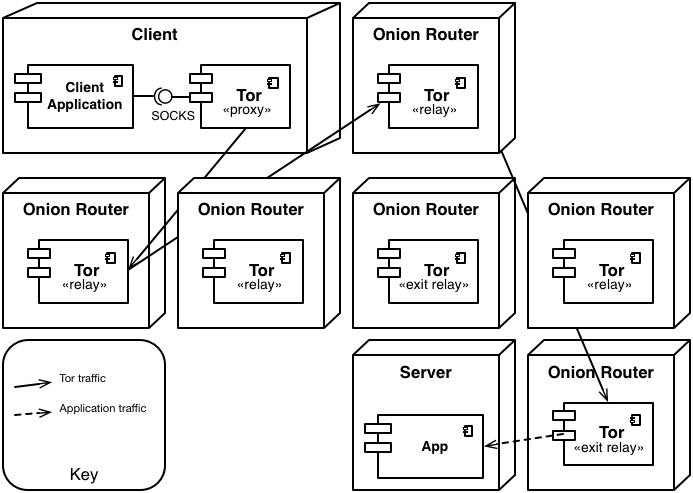 Client
Client
Application
SOCKS
Tor
«proxy»
Onion Router
Tor
«relay»
Onion Router
Tor
«relay»
Onion Router
Tor
«relay»
Onion Router
Tor
«exit relay»
Onion Router
Tor
«relay»
Tor traffic
Application traffic
Key
Server
App
Onion Router
Tor
«exit relay»